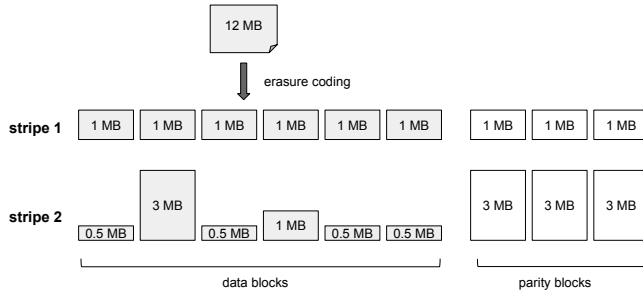 12 MB
erasure coding
stripe 1 1 MB 1 MB 1 MB 1 MB 1 MB 1 MB 1 MB 1 MB 1 MB
stripe 2 0.5 MB 3 MB 0.5 MB 1 MB 0.5 MB 0.5 MB 3 MB 3 MB 3 MB
data blocks parity blocks